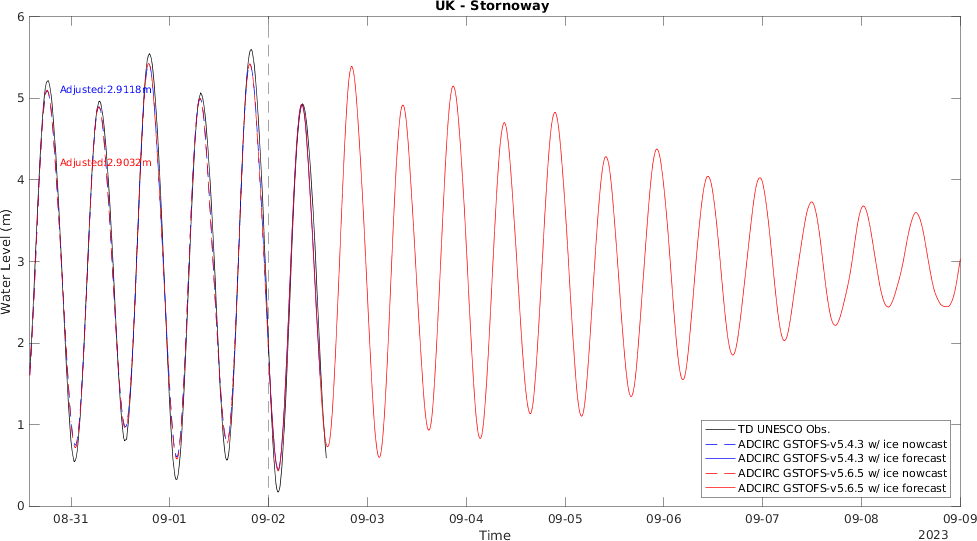 UK - Stornoway
6
5
4
3
2
1
0
Water Level (m)
Adjusted:2.9118m
Adjusted:2.9032m
TD UNESCO Obs.
ADCIRC GSTOFS-v5.4.3 w/ ice nowcast
ADCIRC GSTOFS-v5.4.3 w/ ice forecast
ADCIRC GSTOFS-v5.6.5 w/ ice nowcast
ADCIRC GSTOFS-v5.6.5 w/ ice forecast
08-31 09-01 09-02 09-03 09-04 09-05 09-06 09-07 09-08 09-09
Time
2023